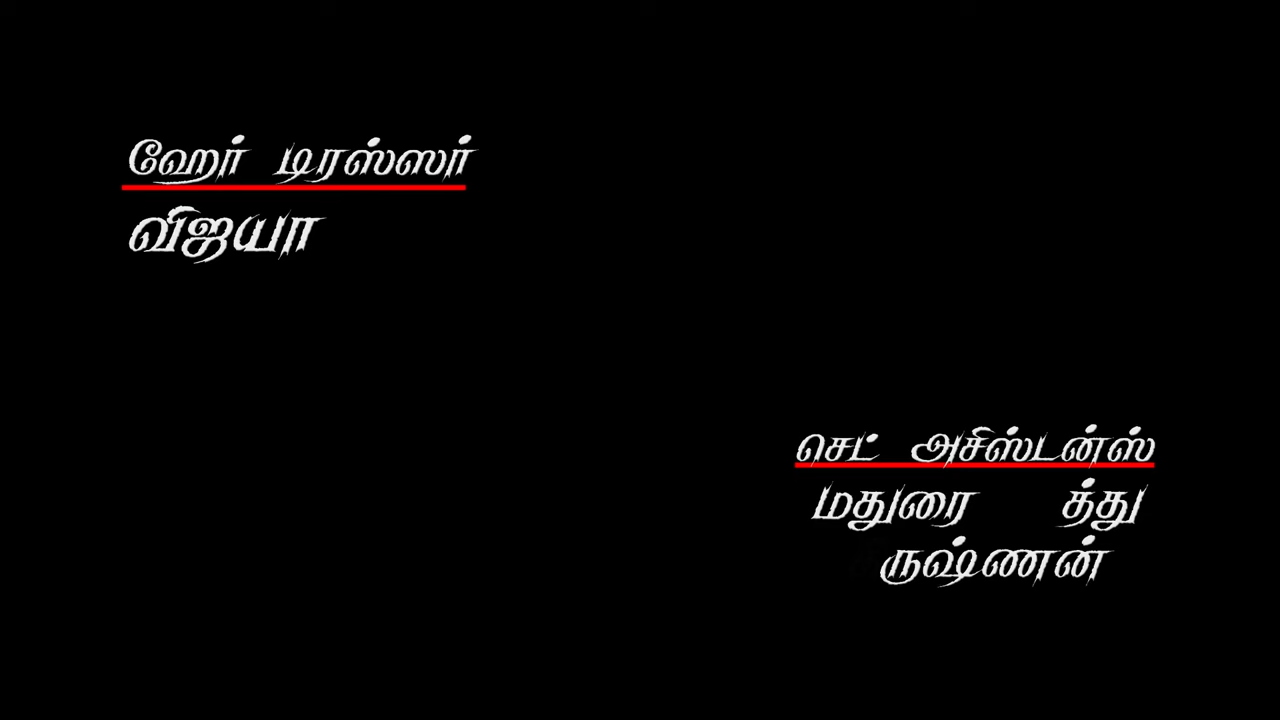 ஹேர் டிரஸ்ஸர்
விஜயா
செட் அசிஸ்டன்ஸ்
மதுரை த்து
ருஷ்ணன்